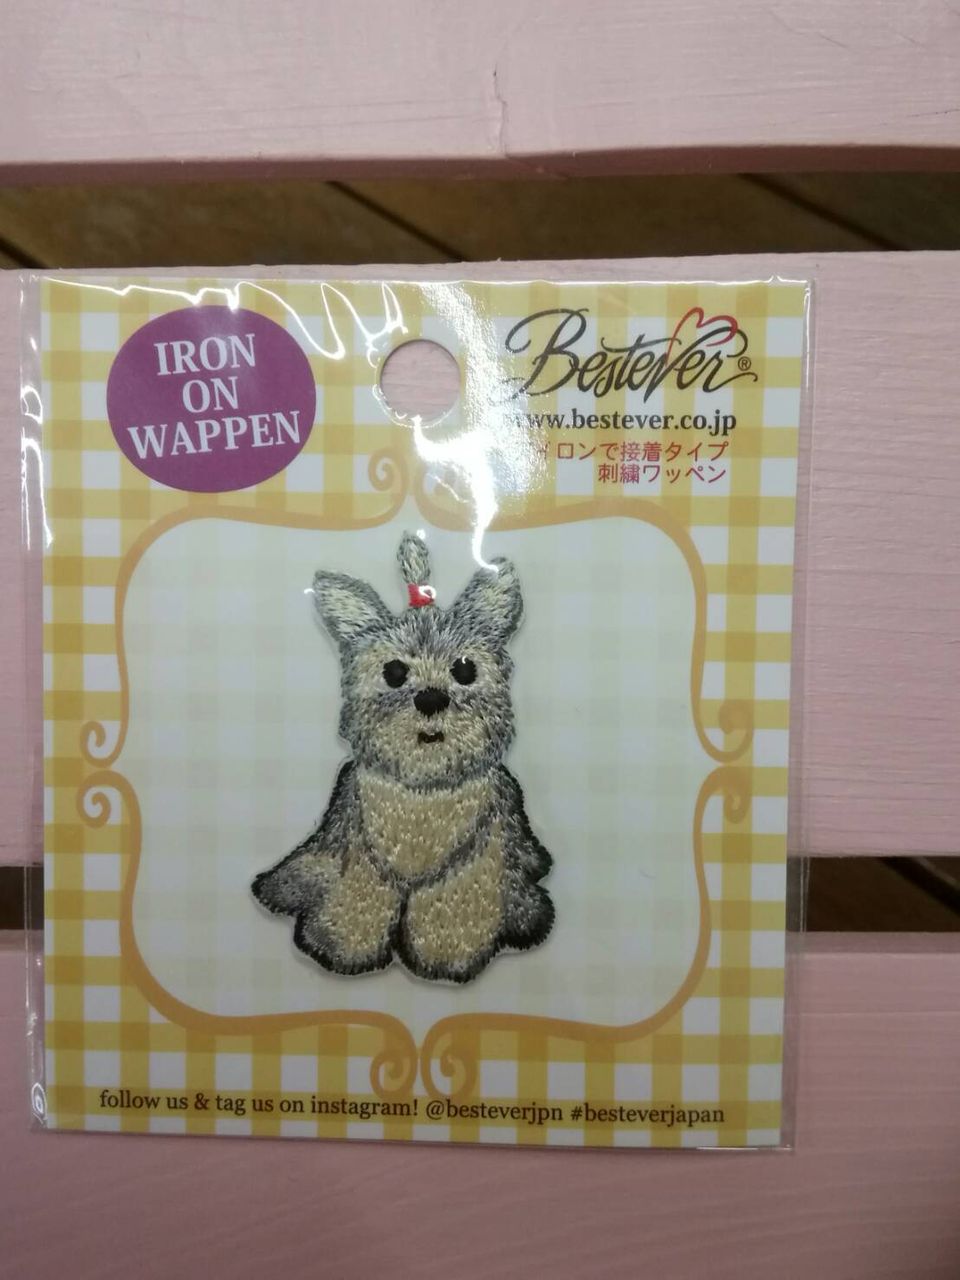 IRON
ON
WAPPEN
Bestever®
www.bestever.co.jp
イロンで接着タイプ
刺繍ワッペン
follow us & tag us on instagram! @besteverjpn #besteverjapan